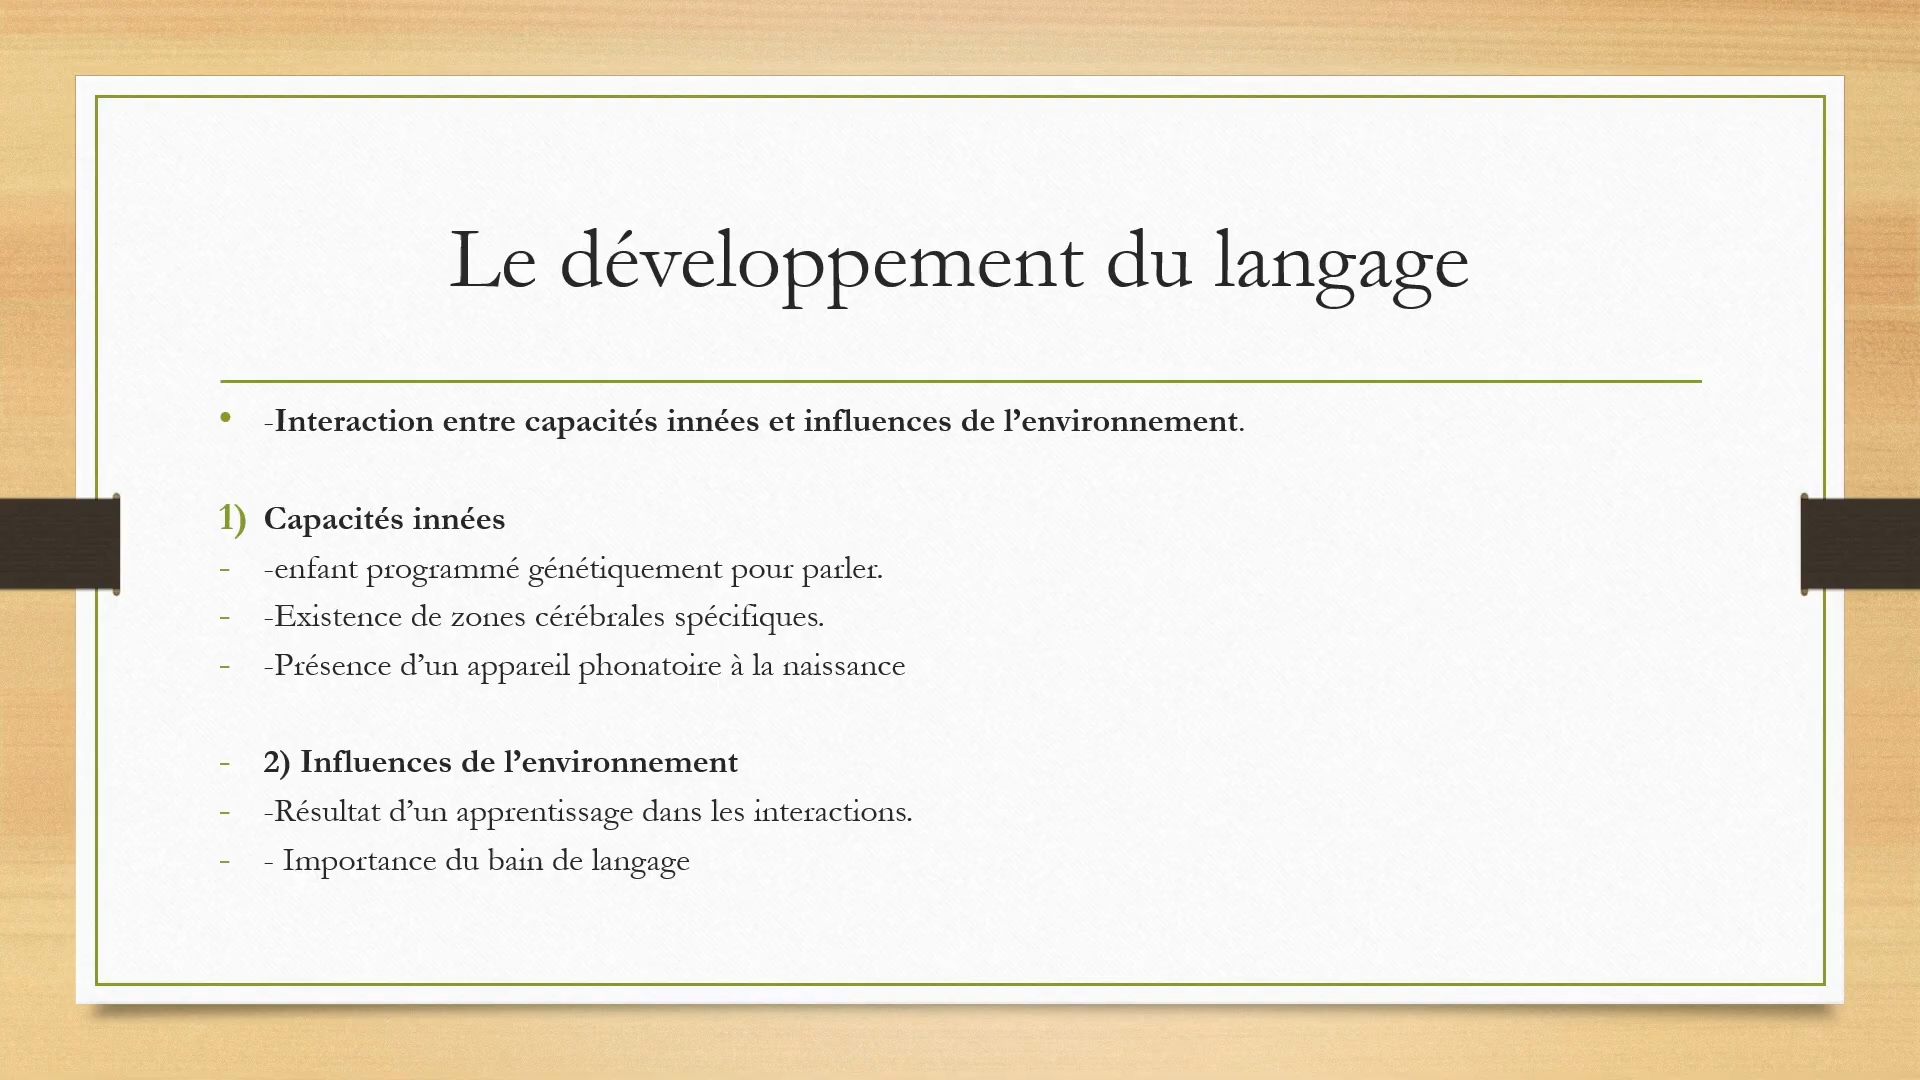 Le développement du langage
• -Interaction entre capacités innées et influences de l’environnement.
1) Capacités innées
- -enfant programmé génétiquement pour parler.
- -Existence de zones cérébrales spécifiques.
- -Présence d’un appareil phonatoire à la naissance
- 2) Influences de l’environnement
- -Résultat d’un apprentissage dans les interactions.
- - Importance du bain de langage